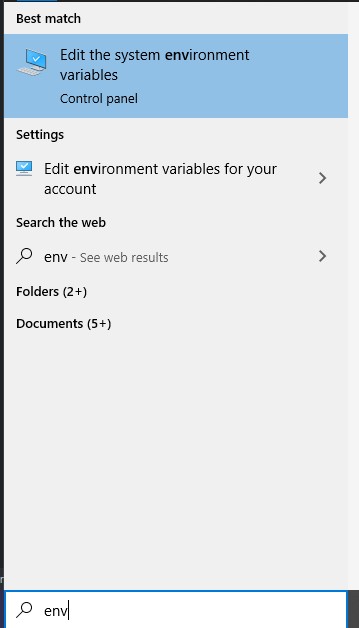 Best match
Edit the system environment
variables
Control panel
Settings
Edit environment variables for your
account
Search the web
env - See web results
Folders (2+)
Documents (5+)
env